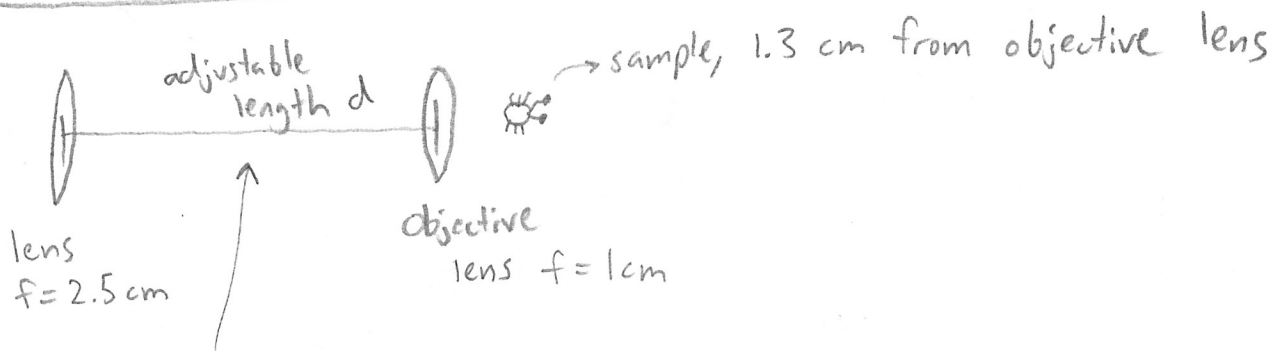 sample, 1.3 cm from objective lens
adjustable
length d
objective
lens f = 1cm
lens
f = 2.5 cm